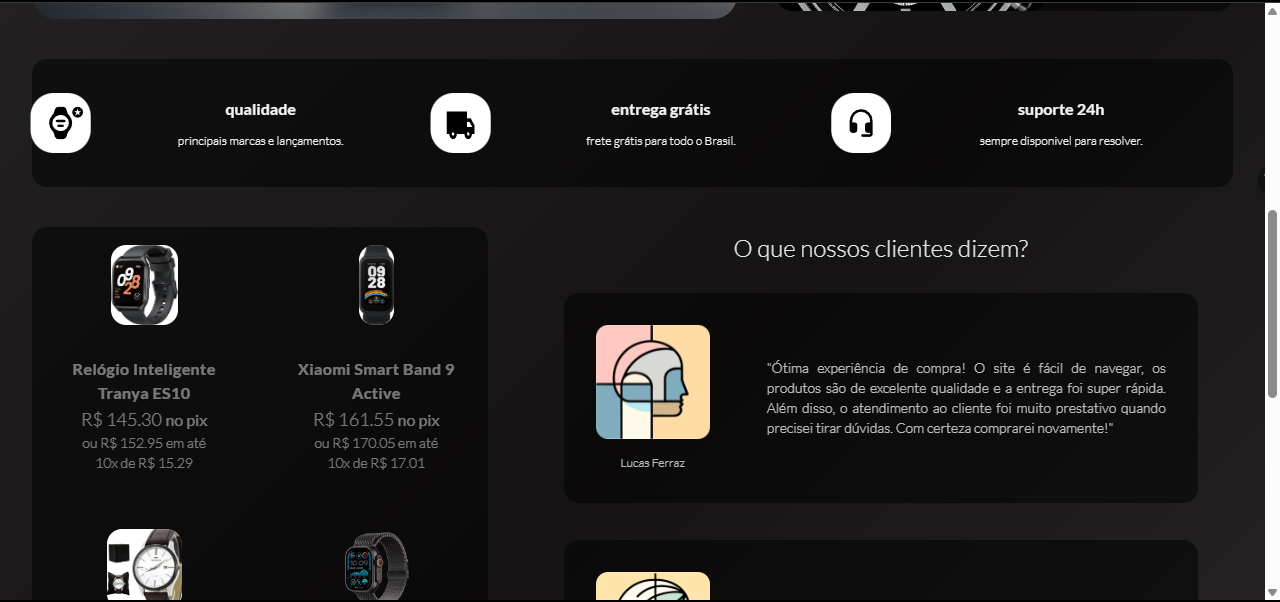 qualidade
principais marcas e lançamentos.
entrega grátis
frete grátis para todo o Brasil.
suporte 24h
sempre disponivel para resolver.
09
28
Relógio Inteligente
Tranya ES10
R$ 145.30 no pix
ou R$ 152.95 em até
10x de R$ 15.29
09
28
Xiaomi Smart Band 9
Active
R$ 161.55 no pix
ou R$ 170.05 em até
10x de R$ 17.01
O que nossos clientes dizem?
"Ótima experiência de compra! O site é fácil de navegar, os
produtos são de excelente qualidade e a entrega foi super rápida.
Além disso, o atendimento ao cliente foi muito prestativo quando
precisei tirar dúvidas. Com certeza comprarei novamente!"
Lucas Ferraz